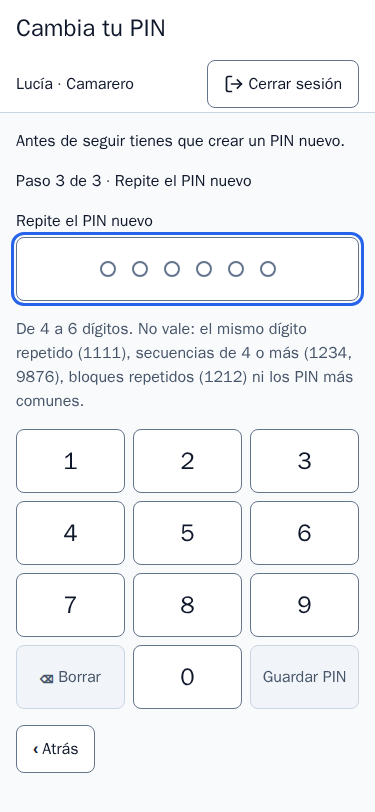 Cambia tu PIN
Lucía · Camarero
Cerrar sesión
Antes de seguir tienes que crear un PIN nuevo.
Paso 3 de 3 · Repite el PIN nuevo
Repite el PIN nuevo
De 4 a 6 dígitos. No vale: el mismo dígito
repetido (1111), secuencias de 4 o más (1234,
9876), bloques repetidos (1212) ni los PIN más
comunes.
1 2 3
4 5 6
7 8 9
⌫ Borrar 0 Guardar PIN
‹ Atrás